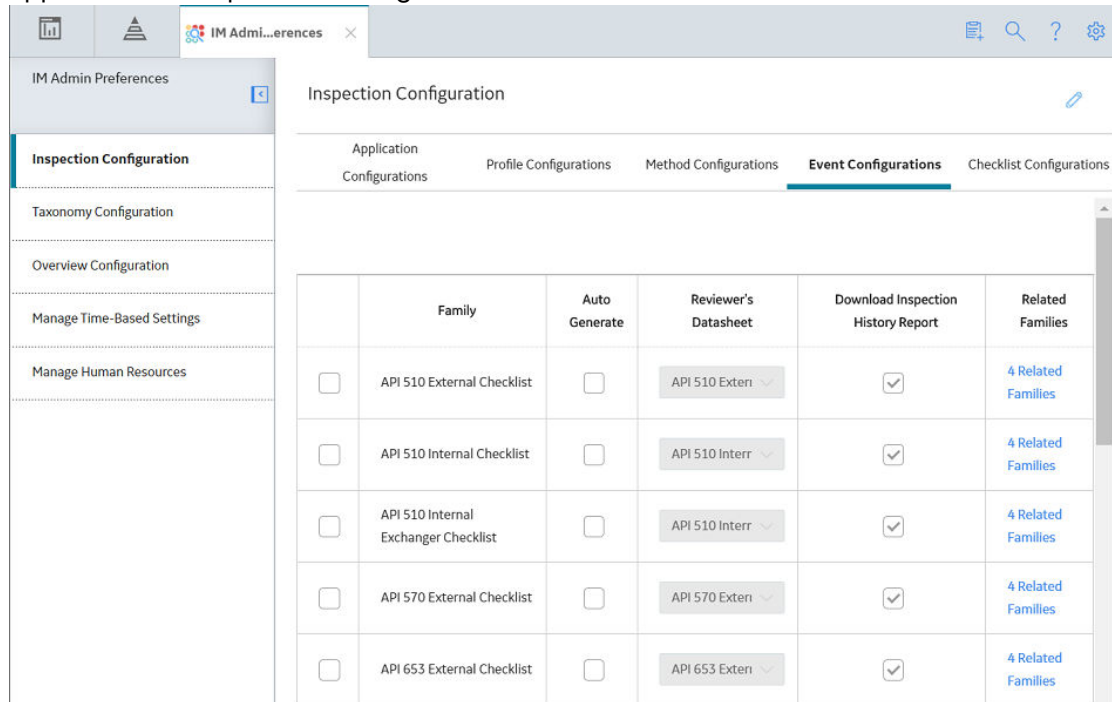 IM Admi...erences
IM Admin Preferences
Inspection Configuration
Taxonomy Configuration
Overview Configuration
Manage Time-Based Settings
Manage Human Resources
Inspection Configuration
Application
Configurations
Profile Configurations
Method Configurations
Event Configurations
Checklist Configurations
Family
Auto
Generate
Reviewer's
Datasheet
Download Inspection
History Report
Related
Families
API 510 External Checklist
API 510 Exter
4 Related
Families
API 510 Internal Checklist
API 510 Interr
4 Related
Families
API 510 Internal
Exchanger Checklist
API 510 Interr
4 Related
Families
API 570 External Checklist
API 570 Exter
4 Related
Families
API 653 External Checklist
API 653 Exter
4 Related
Families